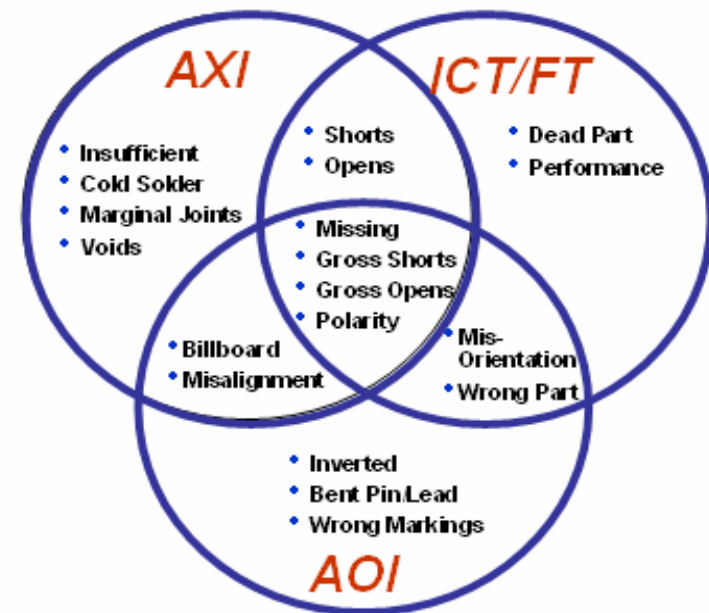 AXI
ICT/FT
• Insufficient
• Cold Solder
• Marginal Joints
• Voids
• Shorts
• Opens
• Dead Part
• Performance
• Missing
• Gross Shorts
• Gross Opens
• Polarity
• Billboard
• Misalignment
• Mis-
Orientation
• Wrong Part
• Inverted
• Bent Pin/Lead
• Wrong Markings
AOI